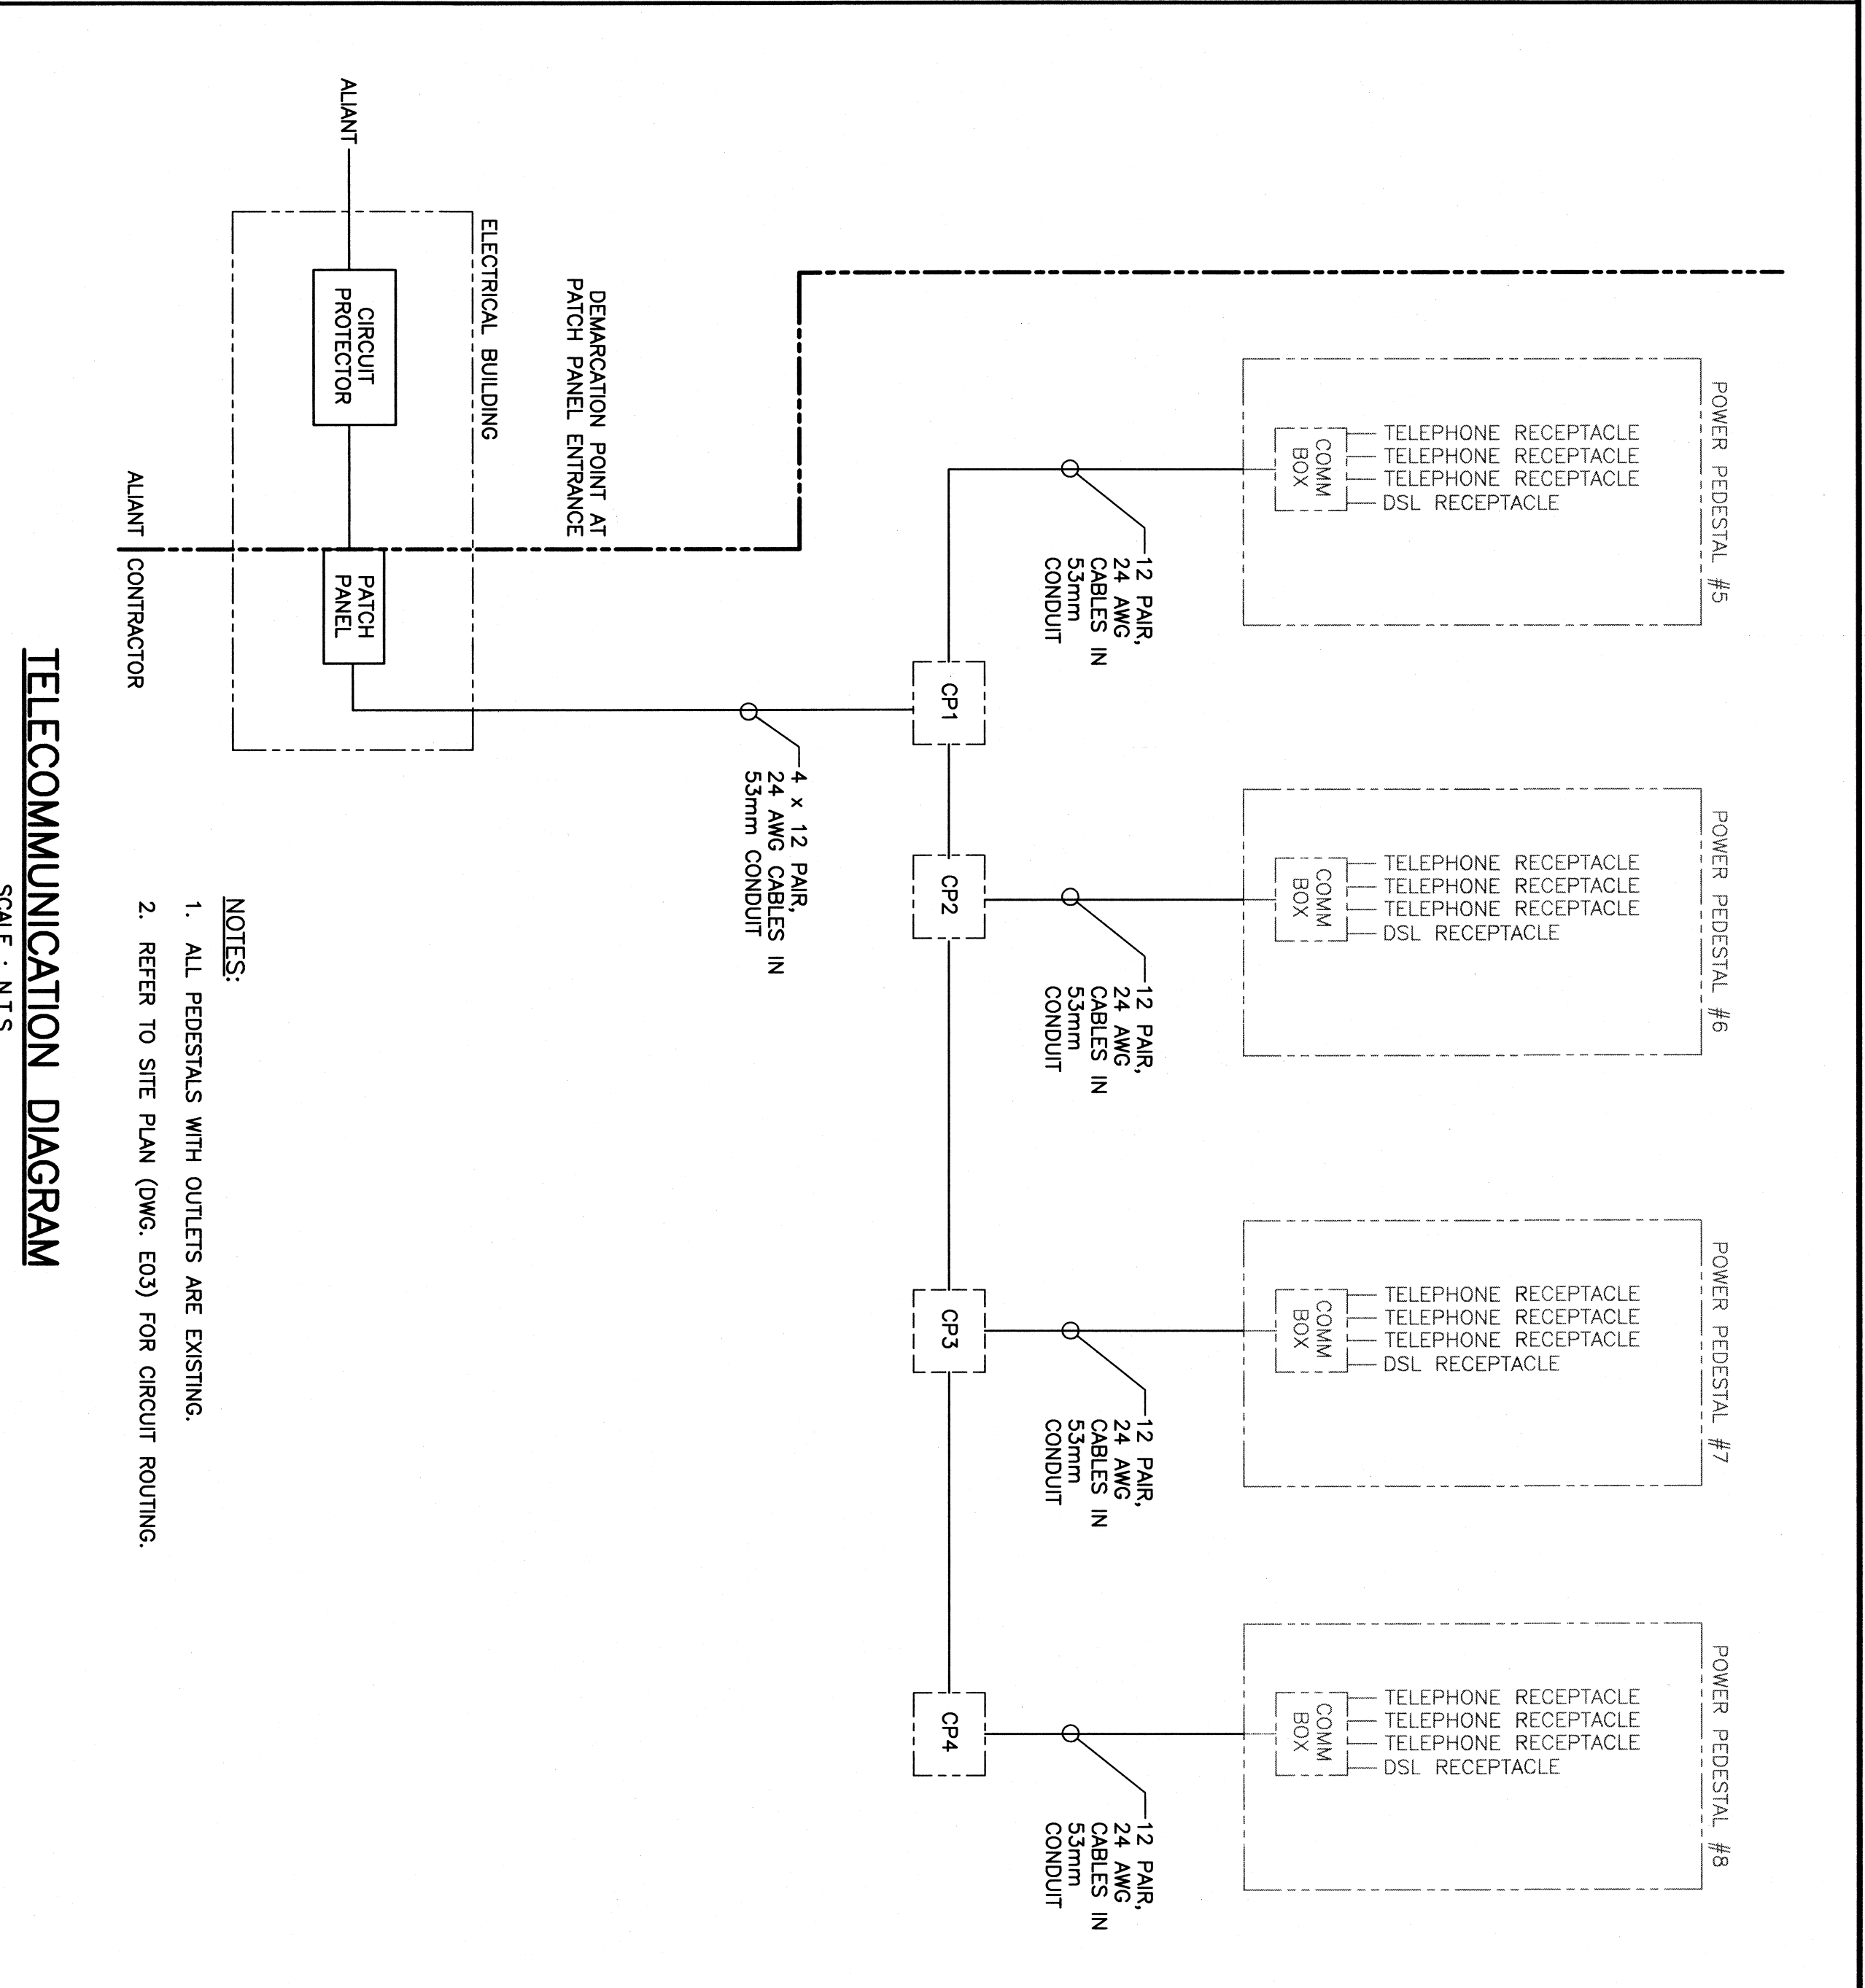 POWER PEDESTAL #5
TELEPHONE RECEPTACLE
TELEPHONE RECEPTACLE
TELEPHONE RECEPTACLE
DSL RECEPTACLE
COMM
BOX
12 PAIR,
24 AWG
CABLES IN
53mm
CONDUIT
POWER PEDESTAL #6
TELEPHONE RECEPTACLE
TELEPHONE RECEPTACLE
TELEPHONE RECEPTACLE
DSL RECEPTACLE
COMM
BOX
12 PAIR,
24 AWG
CABLES IN
53mm
CONDUIT
POWER PEDESTAL #7
TELEPHONE RECEPTACLE
TELEPHONE RECEPTACLE
TELEPHONE RECEPTACLE
DSL RECEPTACLE
COMM
BOX
12 PAIR,
24 AWG
CABLES IN
53mm
CONDUIT
POWER PEDESTAL #8
TELEPHONE RECEPTACLE
TELEPHONE RECEPTACLE
TELEPHONE RECEPTACLE
DSL RECEPTACLE
COMM
BOX
12 PAIR,
24 AWG
CABLES IN
53mm
CONDUIT
CP1
CP2
CP3
CP4
4 x 12 PAIR,
24 AWG CABLES IN
53mm CONDUIT
DEMARCATION POINT AT
PATCH PANEL ENTRANCE
ELECTRICAL BUILDING
ALIANT
CIRCUIT
PROTECTOR
PATCH
PANEL
ALIANT
CONTRACTOR
NOTES:
1. ALL PEDESTALS WITH OUTLETS ARE EXISTING.
2. REFER TO SITE PLAN (DWG. E03) FOR CIRCUIT ROUTING.
TELECOMMUNICATION DIAGRAM
SCALE : N.T.S.